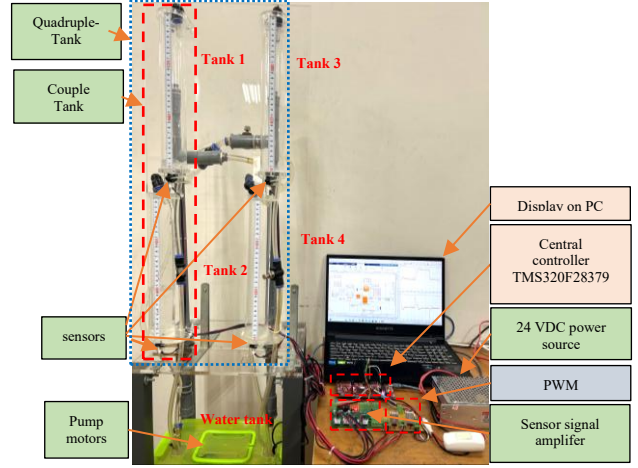 Quadruple-
Tank
Couple
Tank
Tank 1
Tank 3
Tank 4
Tank 2
sensors
Pump
motors
Water tank
Display on PC
Central
controller
TMS320F28379
24 VDC power
source
PWM
Sensor signal
amplifer